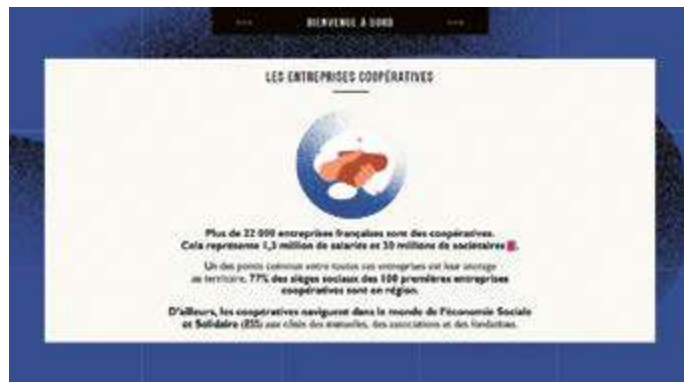 BIENVENUE À BORD
LES ENTREPRISES COOPÉRATIVES
Plus de 22 000 entreprises françaises sont des coopératives.
Cela représente 1,3 million de salariés et 30 millions de sociétaires
Un des points commun entre toutes ces entreprises est leur ancrage
au territoire. 77% des sièges sociaux des 100 premières entreprises
coopératives sont en région.
D'ailleurs, les coopératives naviguent dans le monde de l'Économie Sociale
et Solidaire (ESS) aux côtés des mutuelles, des associations et des fondations.